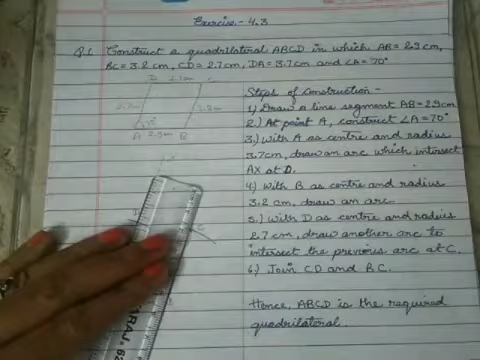 Exercise - 4.3
Q.1 Construct a quadrilateral ABCD in which AB = 2.9 cm,
BC = 3.2 cm, CD = 2.7 cm, DA = 3.7 cm and ∠A = 70°
D C
70°
A 2.9cm B
Steps of Construction -
1.) Draw a line segment AB = 2.9 cm
2.) At point A, construct ∠A = 70°
3.) With A as centre and radius
3.7 cm, draw an arc which intersect
AX at D.
4.) With B as centre and radius
3.2 cm, draw an arc.
5.) With D as centre and radius
2.7 cm, draw another arc to
intersect the previous arc at C.
6.) Join CD and BC.
Hence, ABCD is the required
quadrilateral.